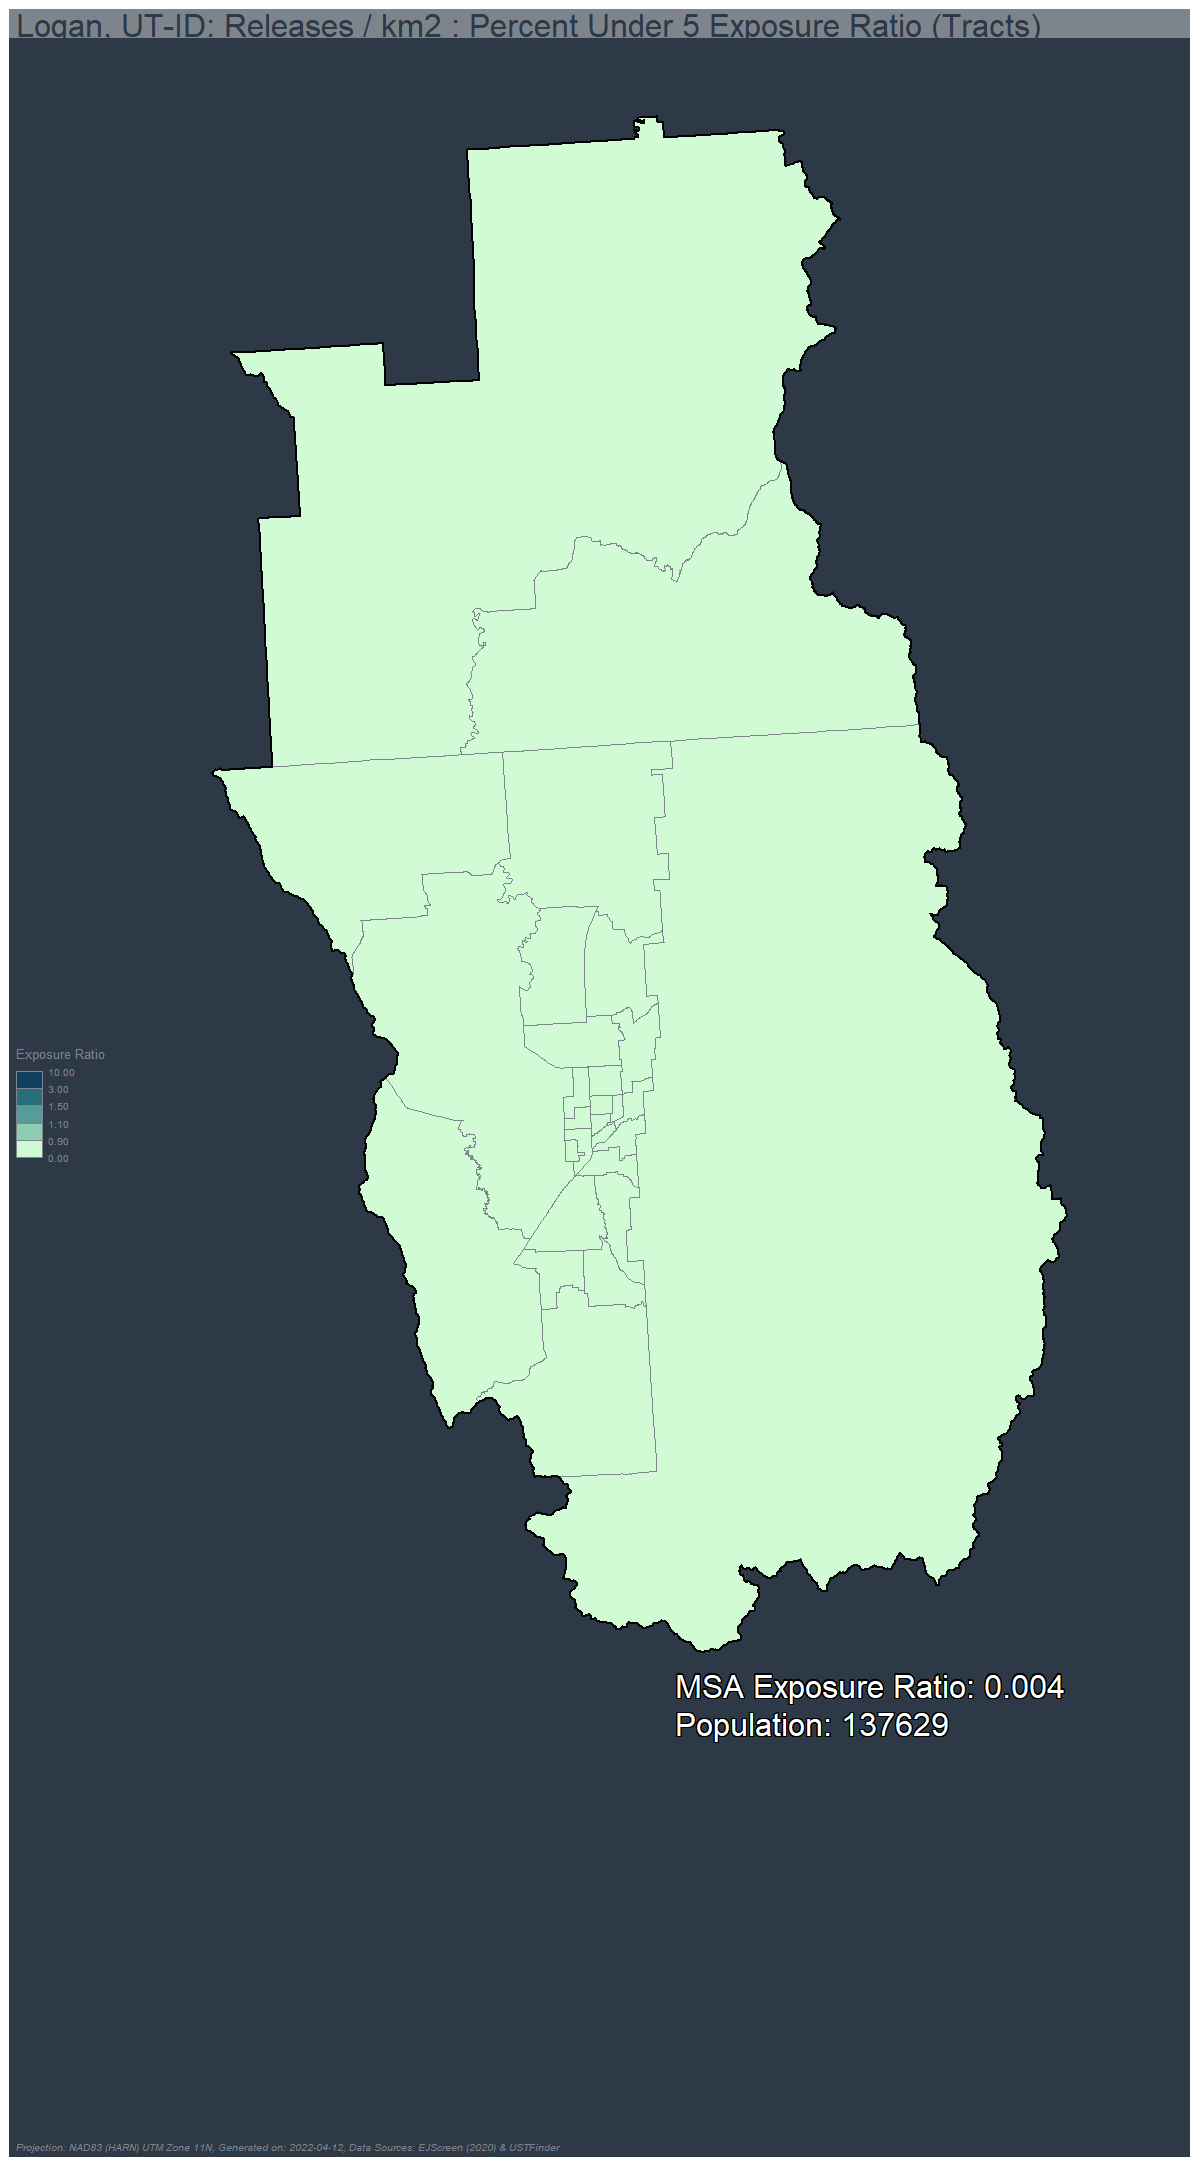 Logan, UT-ID: Releases / km2 : Percent Under 5 Exposure Ratio (Tracts)
Exposure Ratio
10.00
3.00
1.50
1.10
0.90
0.00
MSA Exposure Ratio: 0.004
Population: 137629
Projection: NAD83 (HARN) UTM Zone 11N, Generated on: 2022-04-12, Data Sources: EJScreen (2020) & USTFinder